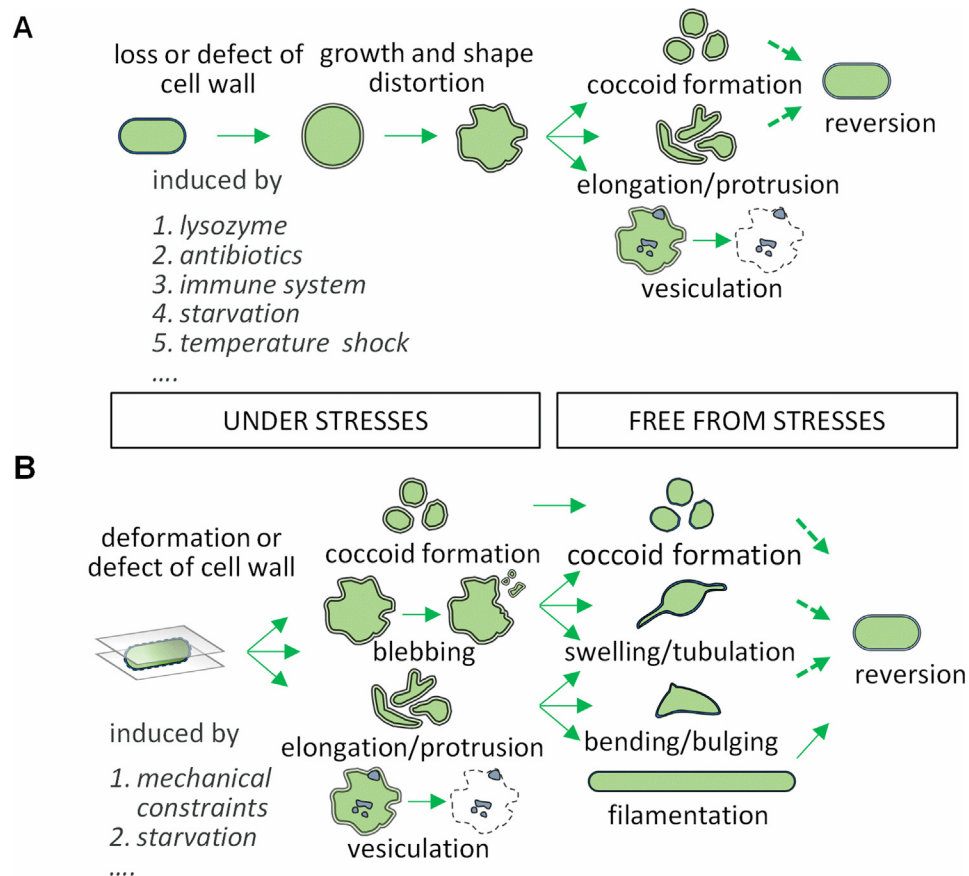 A
loss or defect of
cell wall
growth and shape
distortion
coccoid formation
reversion
elongation/protrusion
vesiculation
induced by
1. lysozyme
2. antibiotics
3. immune system
4. starvation
5. temperature shock
....
UNDER STRESSES
FREE FROM STRESSES
B
deformation or
defect of cell wall
coccoid formation
coccoid formation
blebbing
swelling/tubulation
reversion
elongation/protrusion
bending/bulging
filamentation
vesiculation
induced by
1. mechanical
constraints
2. starvation
....